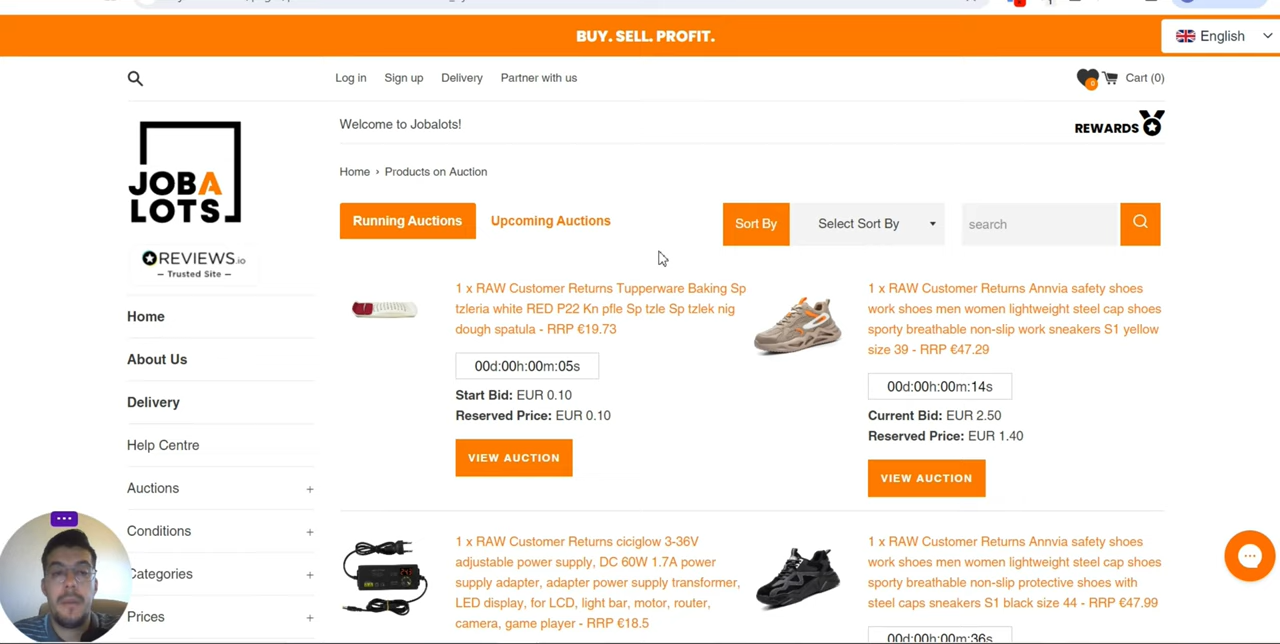 BUY. SELL. PROFIT.
English
Log in
Sign up
Delivery
Partner with us
0
Cart (0)
Welcome to Jobalots!
REWARDS
JOBA
LOTS
REVIEWS.io
– Trusted Site –
Home › Products on Auction
Running Auctions
Upcoming Auctions
Sort By
Select Sort By
search
Home
About Us
Delivery
Help Centre
Auctions +
Conditions +
Categories +
Prices +
1 x RAW Customer Returns Tupperware Baking Sp
tzleria white RED P22 Kn pfle Sp tzle Sp tzlek nig
dough spatula - RRP €19.73
00d:00h:00m:05s
Start Bid: EUR 0.10
Reserved Price: EUR 0.10
VIEW AUCTION
1 x RAW Customer Returns Annvia safety shoes
work shoes men women lightweight steel cap shoes
sporty breathable non-slip work sneakers S1 yellow
size 39 - RRP €47.29
00d:00h:00m:14s
Current Bid: EUR 2.50
Reserved Price: EUR 1.40
VIEW AUCTION
1 x RAW Customer Returns ciciglow 3-36V
adjustable power supply, DC 60W 1.7A power
supply adapter, adapter power supply transformer,
LED display, for LCD, light bar, motor, router,
camera, game player - RRP €18.5
1 x RAW Customer Returns Annvia safety shoes
work shoes men women lightweight steel cap shoes
sporty breathable non-slip protective shoes with
steel caps sneakers S1 black size 44 - RRP €47.99
00d:00h:00m:36s